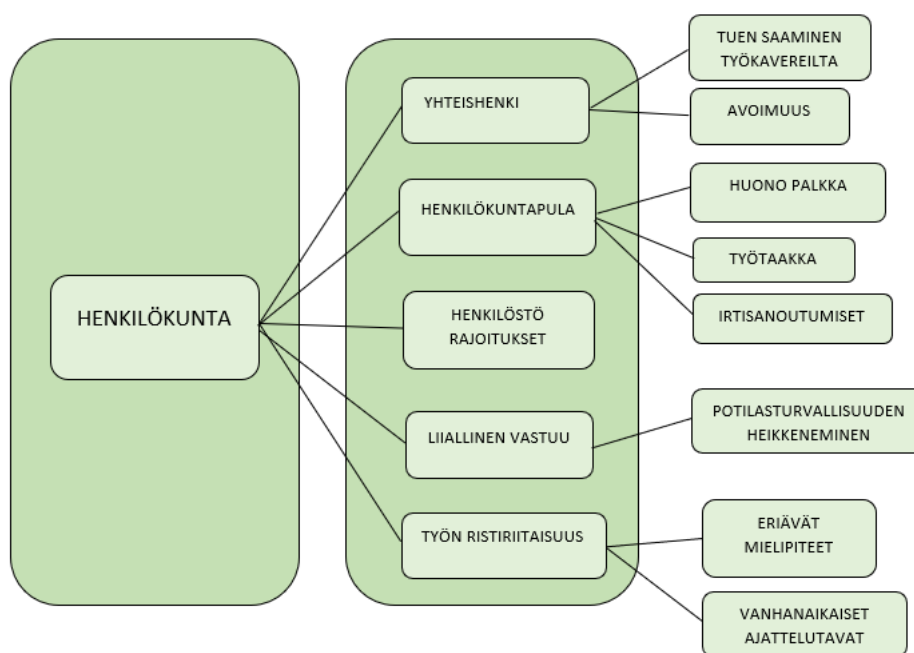 HENKILÖKUNTA
YHTEISHENKI
HENKILÖKUNTAPULA
HENKILÖSTÖ
RAJOITUKSET
LIIALLINEN VASTUU
TYÖN RISTIRIITAISUUS
TUEN SAAMINEN
TYÖKAVEREILTA
AVOIMUUS
HUONO PALKKA
TYÖTAAKKA
IRTISANOUTUMISET
POTILASTURVALLISUUDEN
HEIKKENEMINEN
ERIÄVÄT
MIELIPITEET
VANHANAIKAISET
AJATTELUTAVAT